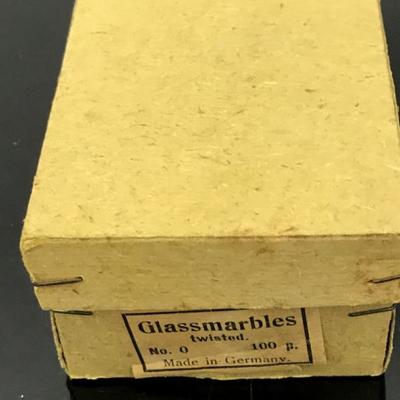 Glassmarbles
twisted.
No. 0 100 p.
Made in Germany.